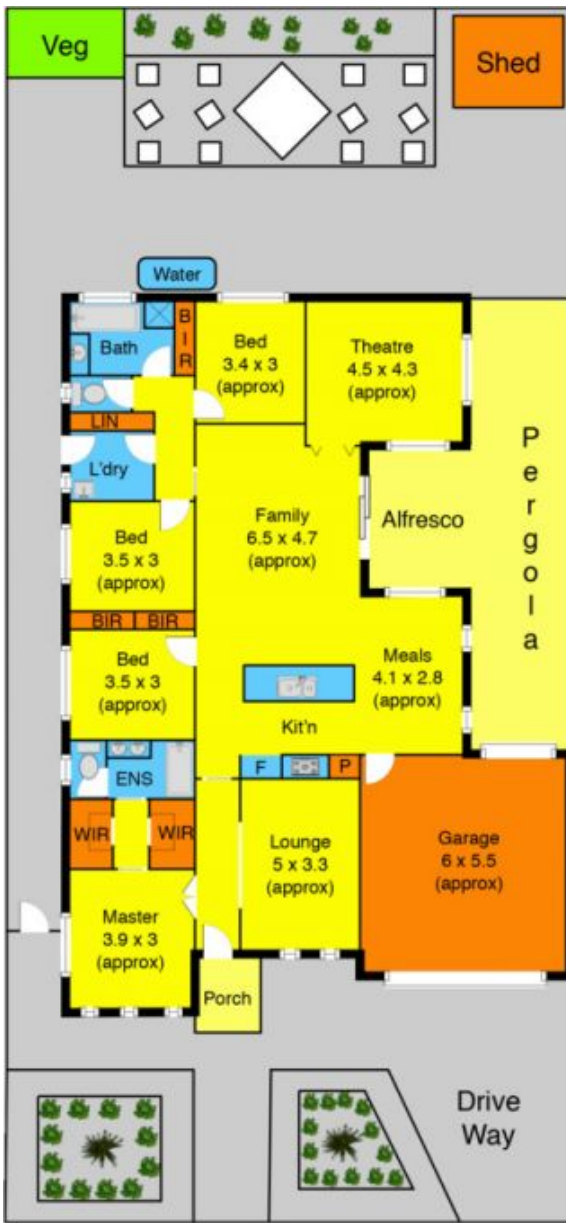 Veg
Shed
Water
B
I
R
Bath
Bed
3.4 x 3
(approx)
Theatre
4.5 x 4.3
(approx)
LIN
L'dry
Family
6.5 x 4.7
(approx)
Alfresco
P
e
r
g
o
l
a
Bed
3.5 x 3
(approx)
BIR
BIR
Bed
3.5 x 3
(approx)
Meals
4.1 x 2.8
(approx)
Kit'n
ENS
F
P
WIR
WIR
Lounge
5 x 3.3
(approx)
Garage
6 x 5.5
(approx)
Master
3.9 x 3
(approx)
Porch
Drive
Way